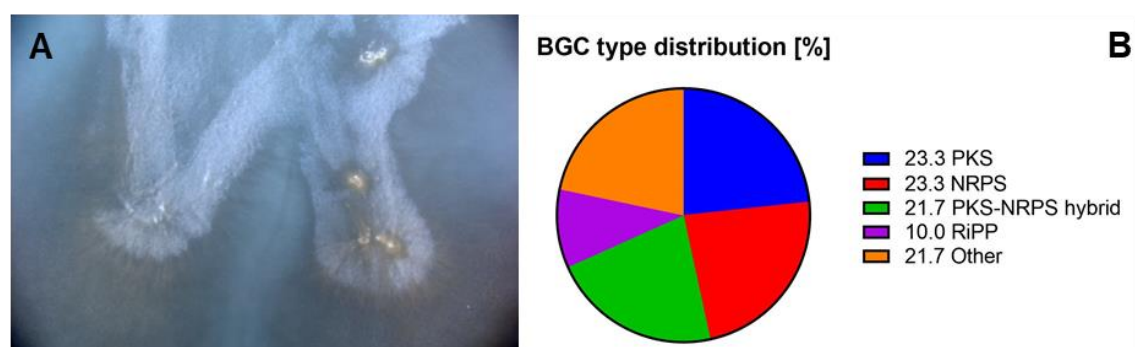 A
BGC type distribution [%]
B
23.3 PKS
23.3 NRPS
21.7 PKS-NRPS hybrid
10.0 RiPP
21.7 Other